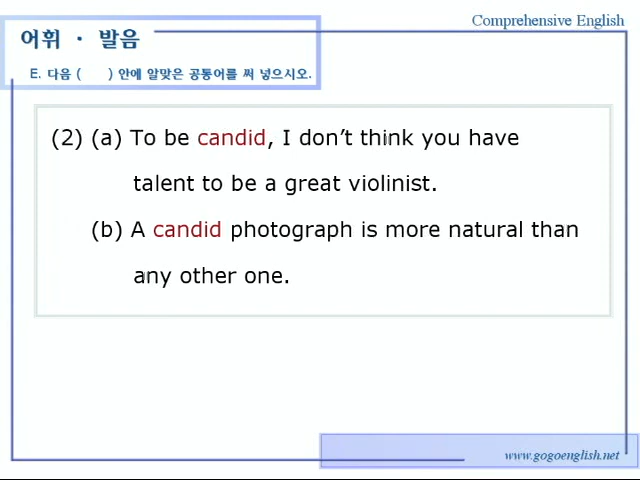 Comprehensive English
어휘 · 발음
E. 다음 (      ) 안에 알맞은 공통어를 써 넣으시오.
(2) (a) To be candid, I don't think you have
talent to be a great violinist.
(b) A candid photograph is more natural than
any other one.
www.gogoenglish.net